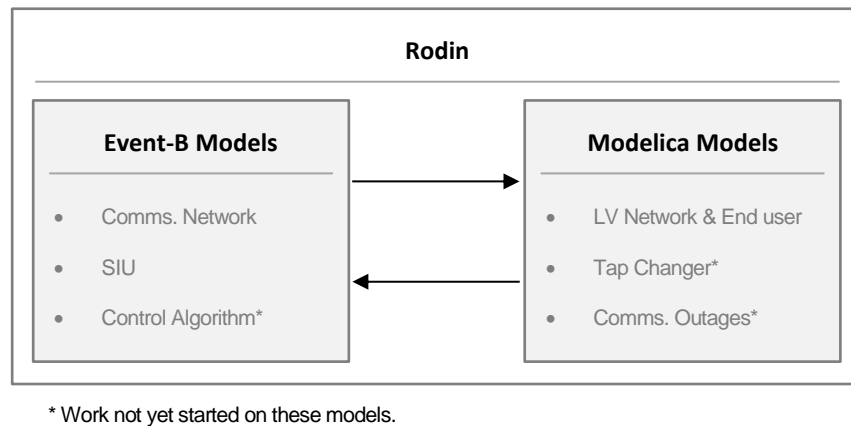 Rodin
Event-B Models
• Comms. Network
• SIU
• Control Algorithm*
Modelica Models
• LV Network & End user
• Tap Changer*
• Comms. Outages*
* Work not yet started on these models.